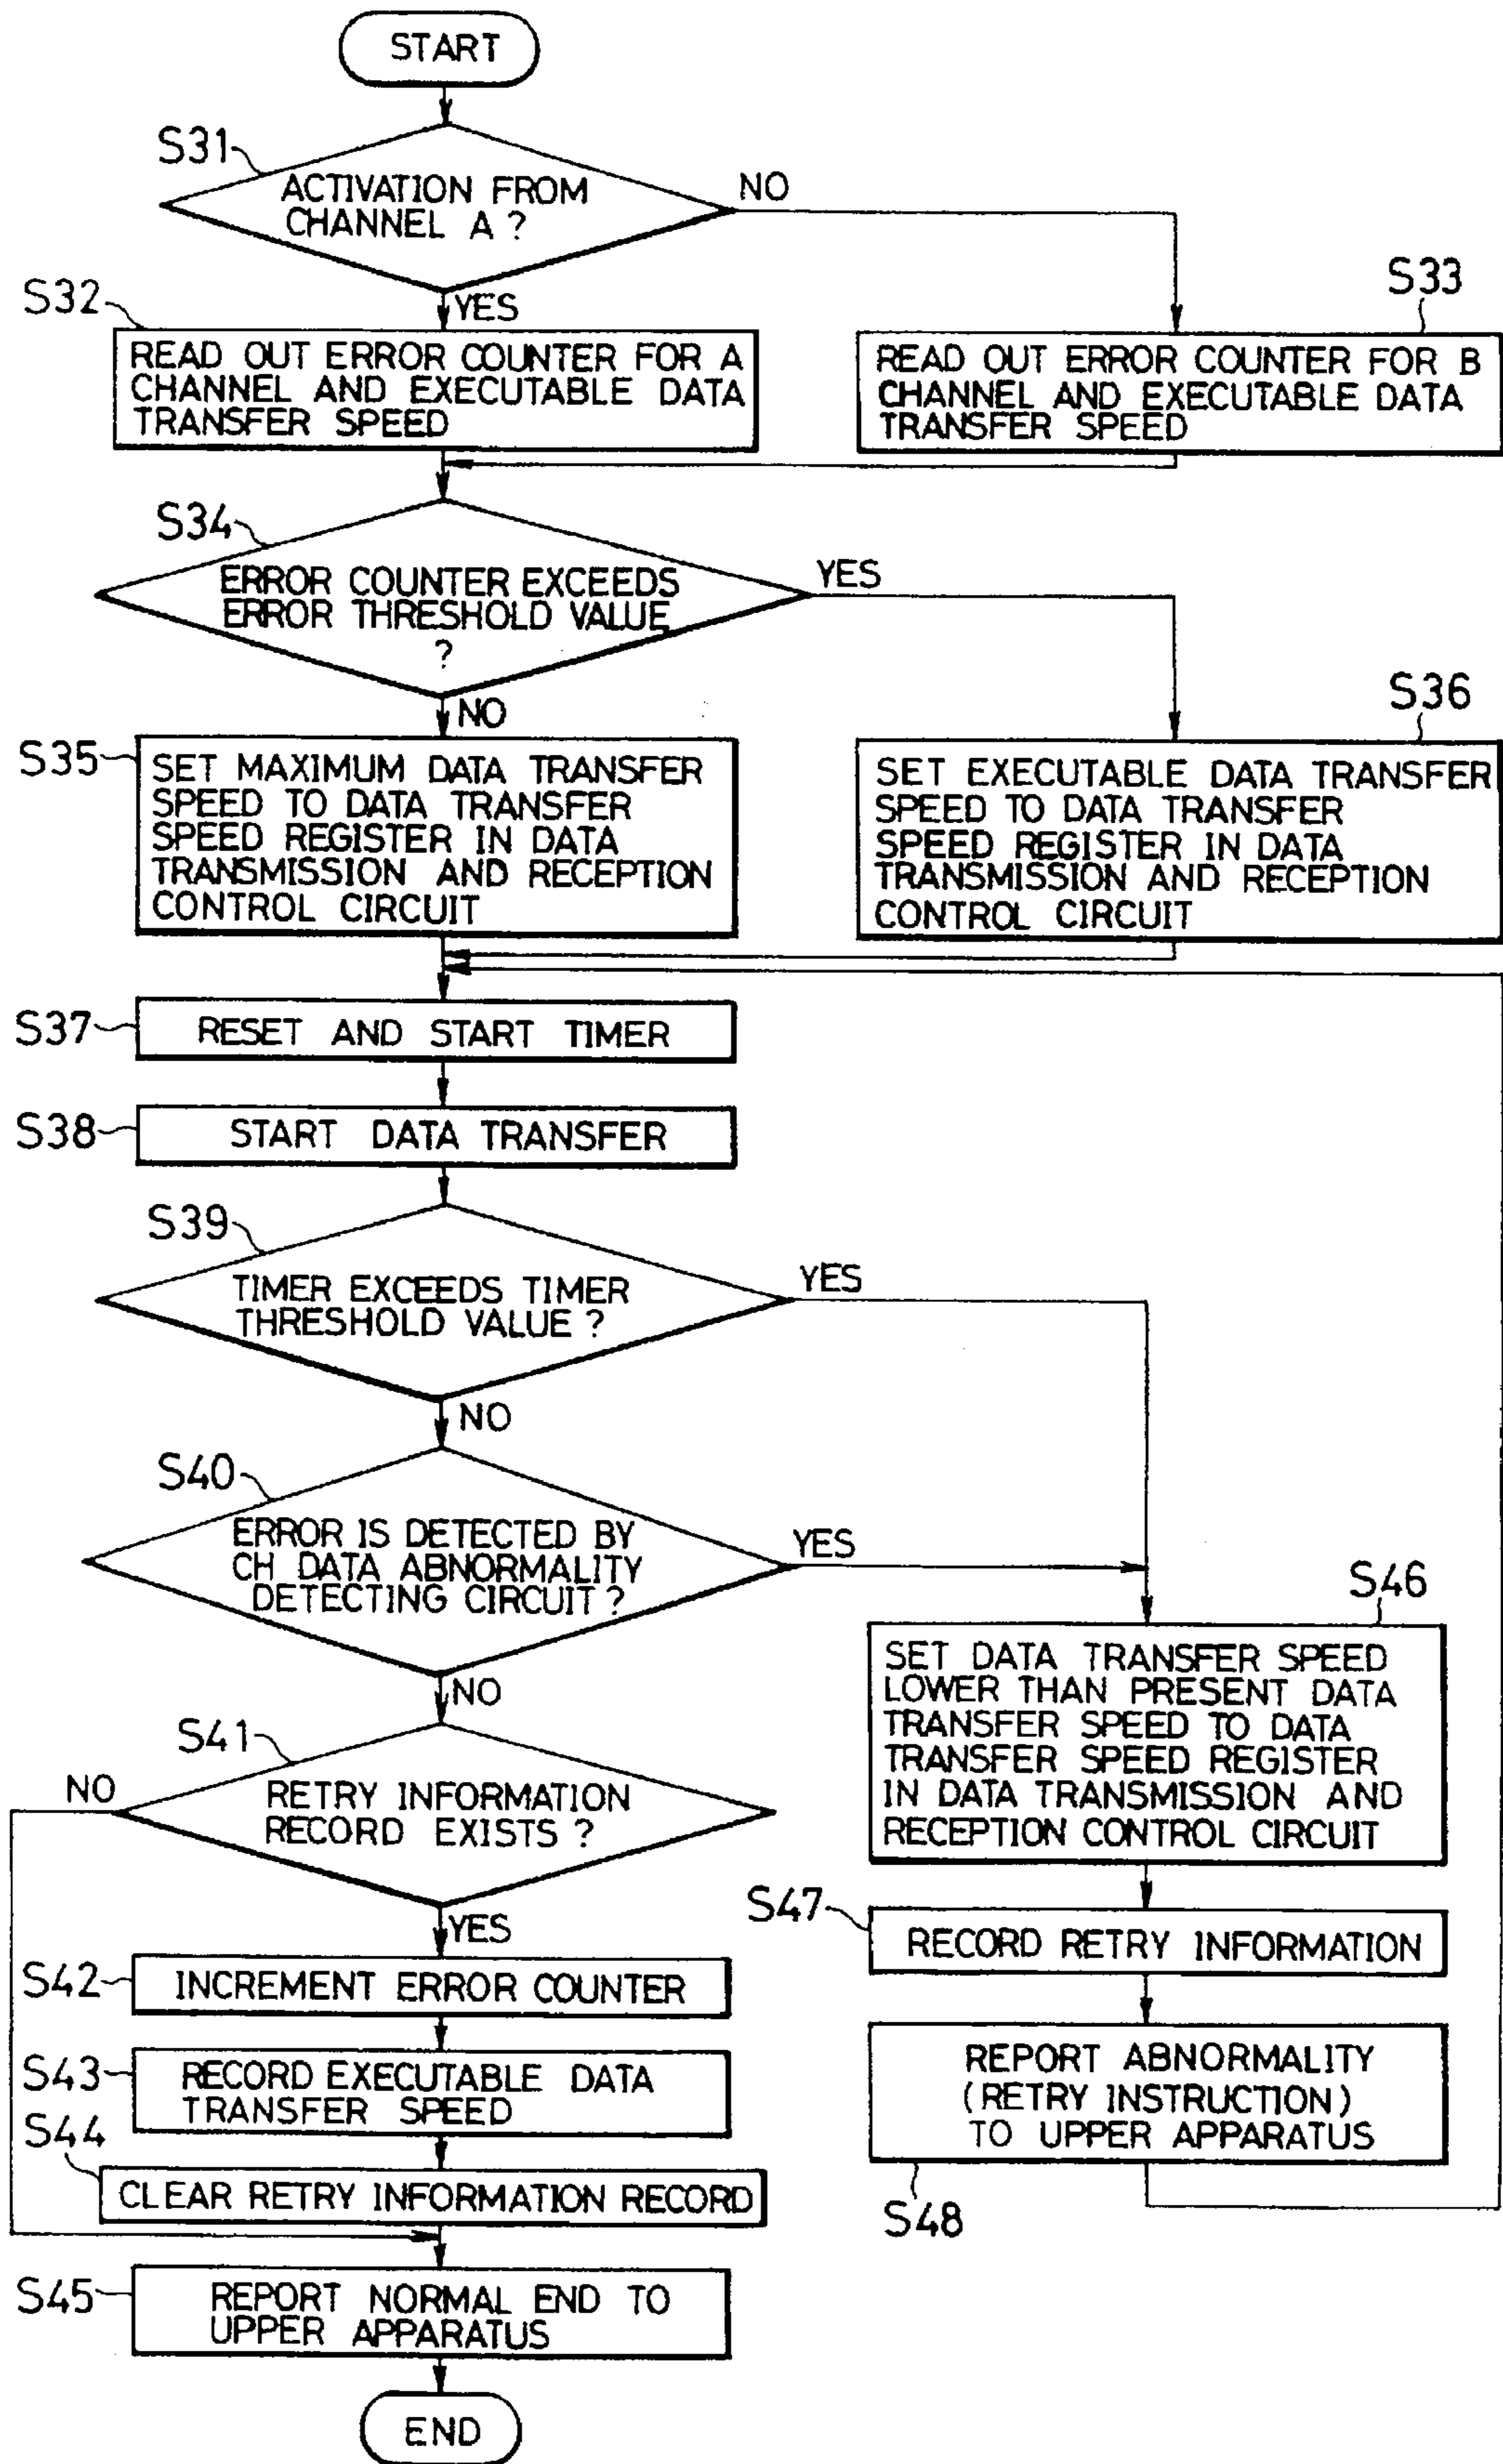 START
S31
ACTIVATION FROM
CHANNEL A ?
NO
YES
S32
READ OUT ERROR COUNTER FOR A
CHANNEL AND EXECUTABLE DATA
TRANSFER SPEED
S33
READ OUT ERROR COUNTER FOR B
CHANNEL AND EXECUTABLE DATA
TRANSFER SPEED
S34
ERROR COUNTER EXCEEDS
ERROR THRESHOLD VALUE
?
YES
NO
S35
SET MAXIMUM DATA TRANSFER
SPEED TO DATA TRANSFER
SPEED REGISTER IN DATA
TRANSMISSION AND RECEPTION
CONTROL CIRCUIT
S36
SET EXECUTABLE DATA TRANSFER
SPEED TO DATA TRANSFER
SPEED REGISTER IN DATA
TRANSMISSION AND RECEPTION
CONTROL CIRCUIT
S37
RESET AND START TIMER
S38
START DATA TRANSFER
S39
TIMER EXCEEDS TIMER
THRESHOLD VALUE ?
YES
NO
S40
ERROR IS DETECTED BY
CH DATA ABNORMALITY
DETECTING CIRCUIT ?
YES
NO
S41
RETRY INFORMATION
RECORD EXISTS ?
NO
YES
S42
INCREMENT ERROR COUNTER
S43
RECORD EXECUTABLE DATA
TRANSFER SPEED
S44
CLEAR RETRY INFORMATION RECORD
S45
REPORT NORMAL END TO
UPPER APPARATUS
END
S46
SET DATA TRANSFER SPEED
LOWER THAN PRESENT DATA
TRANSFER SPEED TO DATA
TRANSFER SPEED REGISTER
IN DATA TRANSMISSION AND
RECEPTION CONTROL CIRCUIT
S47
RECORD RETRY INFORMATION
REPORT ABNORMALITY
(RETRY INSTRUCTION)
TO UPPER APPARATUS
S48